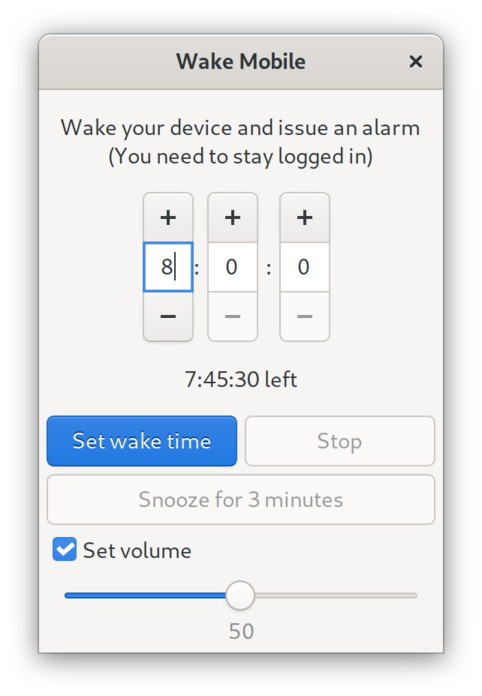 Wake Mobile ×
Wake your device and issue an alarm
(You need to stay logged in)
+ + +
8 : 0 : 0
− − −
7:45:30 left
Set wake time Stop
Snooze for 3 minutes
Set volume
50